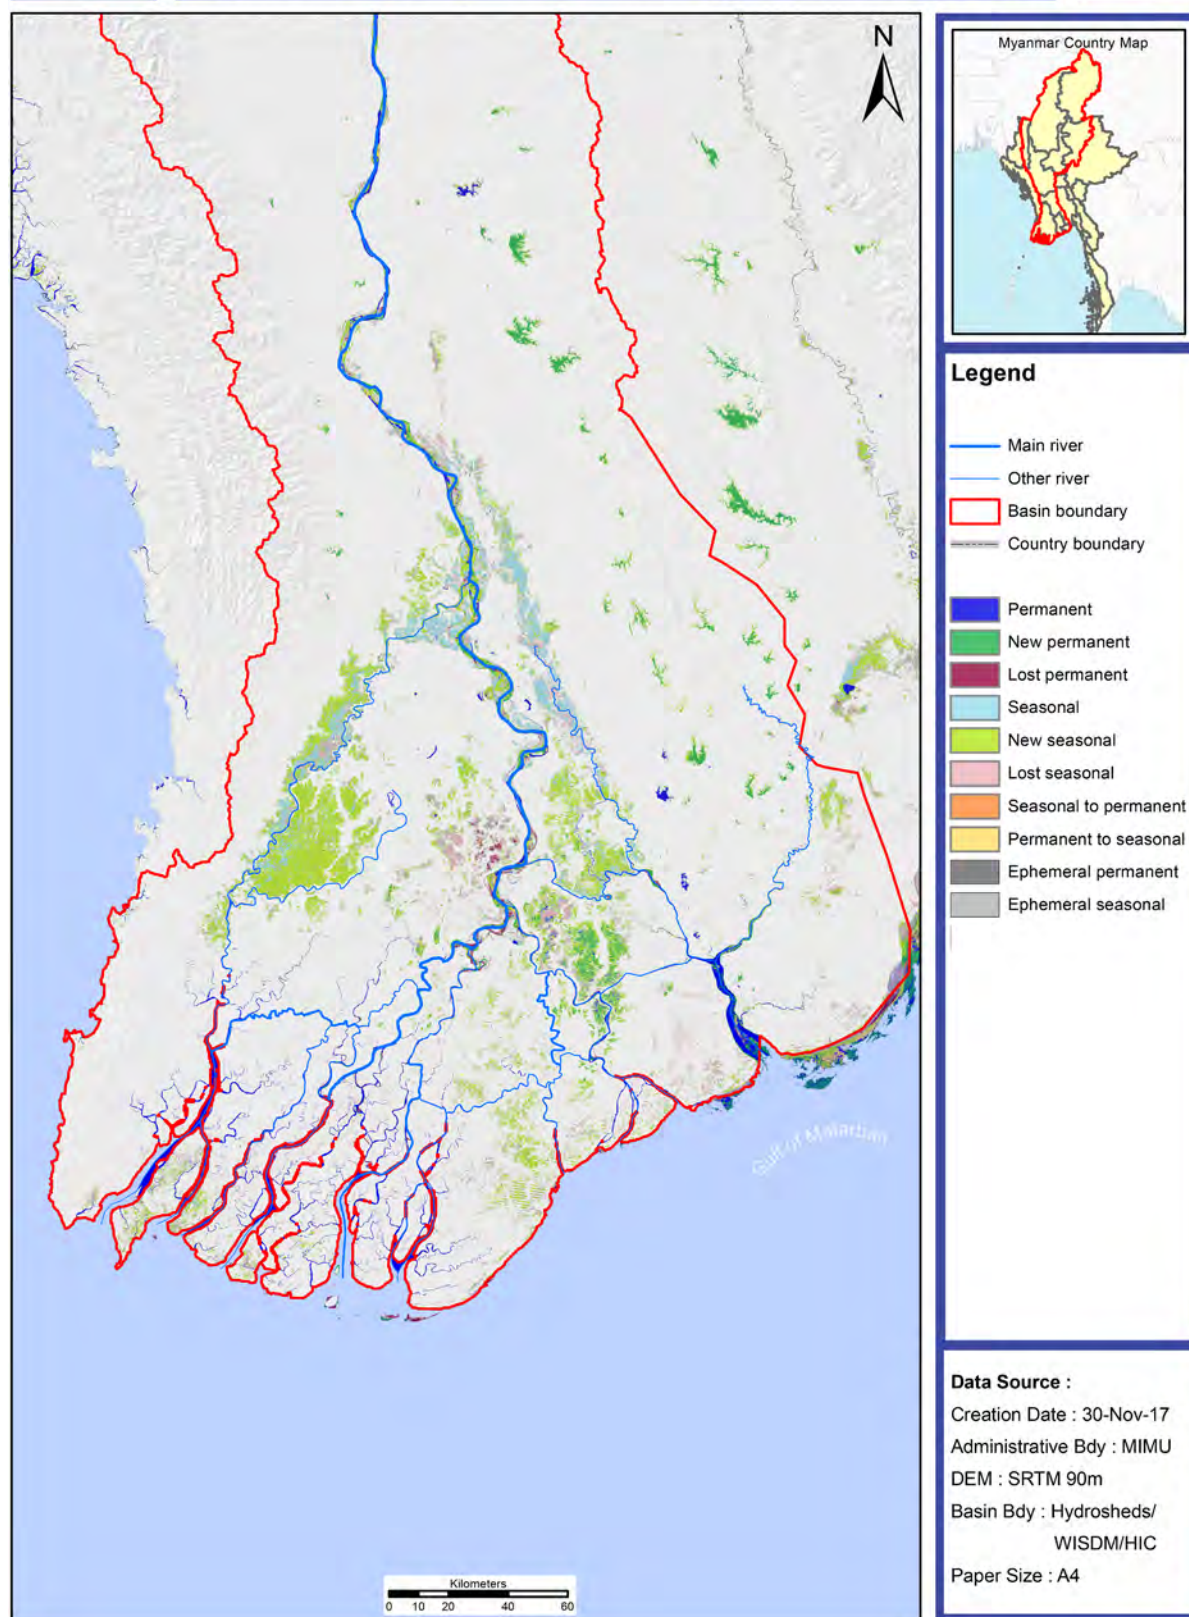 N
Gulf of Matarban
Kilometers
0 10 20 40 60
Myanmar Country Map
Legend
Main river
Other river
Basin boundary
Country boundary
Permanent
New permanent
Lost permanent
Seasonal
New seasonal
Lost seasonal
Seasonal to permanent
Permanent to seasonal
Ephemeral permanent
Ephemeral seasonal
Data Source :
Creation Date : 30-Nov-17
Administrative Bdy : MIMU
DEM : SRTM 90m
Basin Bdy : Hydrosheds/
WISDM/HIC
Paper Size : A4